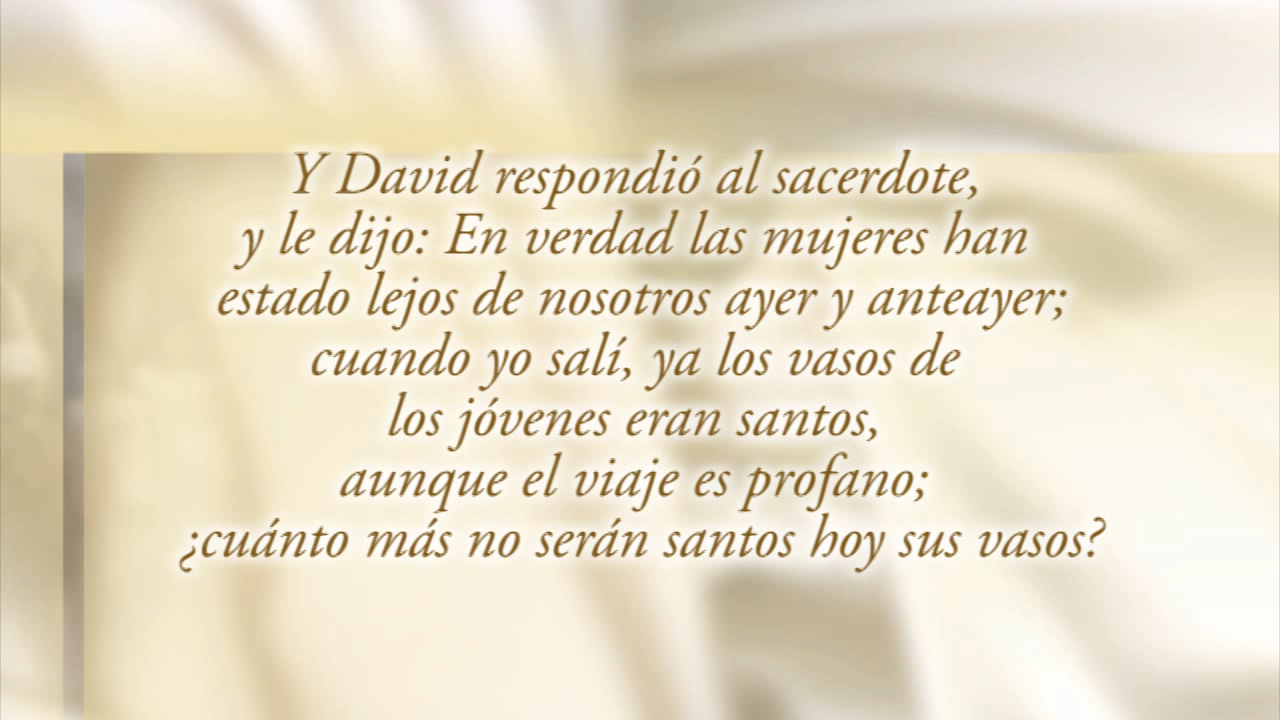 Y David respondió al sacerdote,
y le dijo: En verdad las mujeres han
estado lejos de nosotros ayer y anteayer;
cuando yo salí, ya los vasos de
los jóvenes eran santos,
aunque el viaje es profano;
¿cuánto más no serán santos hoy sus vasos?